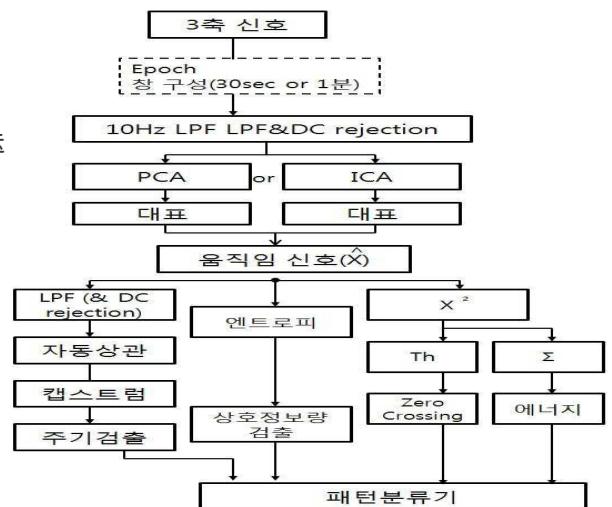 3축 신호
Epoch
창 구성(30sec or 1분)
10Hz LPF LPF&DC rejection
PCA or ICA
대표 대표
움직임 신호(X̂)
LPF (& DC
rejection)
엔트로피
X ²
자동상관
Th
Σ
캡스트럼
상호정보량
검출
Zero
Crossing
에너지
주기검출
패턴분류기